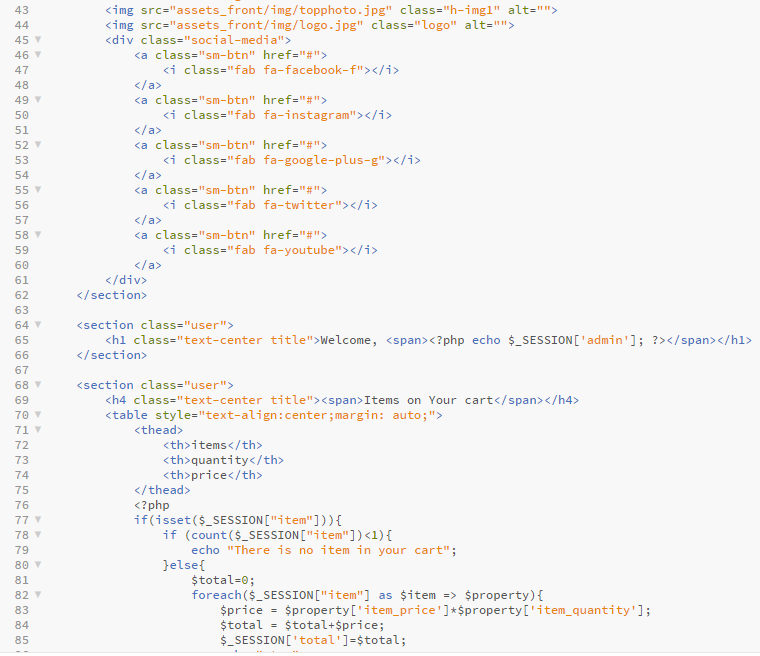 43 <img src="assets_front/img/topphoto.jpg" class="h-img1" alt="">
44 <img src="assets_front/img/logo.jpg" class="logo" alt="">
45 <div class="social-media">
46 <a class="sm-btn" href="#">
47 <i class="fab fa-facebook-f"></i>
48 </a>
49 <a class="sm-btn" href="#">
50 <i class="fab fa-instagram"></i>
51 </a>
52 <a class="sm-btn" href="#">
53 <i class="fab fa-google-plus-g"></i>
54 </a>
55 <a class="sm-btn" href="#">
56 <i class="fab fa-twitter"></i>
57 </a>
58 <a class="sm-btn" href="#">
59 <i class="fab fa-youtube"></i>
60 </a>
61 </div>
62 </section>
63
64 <section class="user">
65 <h1 class="text-center title">Welcome, <span><?php echo $_SESSION['admin']; ?></span></h1>
66 </section>
67
68 <section class="user">
69 <h4 class="text-center title"><span>Items on Your cart</span></h4>
70 <table style="text-align:center;margin: auto;">
71 <thead>
72 <th>items</th>
73 <th>quantity</th>
74 <th>price</th>
75 </thead>
76 <?php
77 if(isset($_SESSION["item"])){
78 if (count($_SESSION["item"])<1){
79 echo "There is no item in your cart";
80 }else{
81 $total=0;
82 foreach($_SESSION["item"] as $item => $property){
83 $price = $property['item_price']*$property['item_quantity'];
84 $total = $total+$price;
85 $_SESSION['total']=$total;